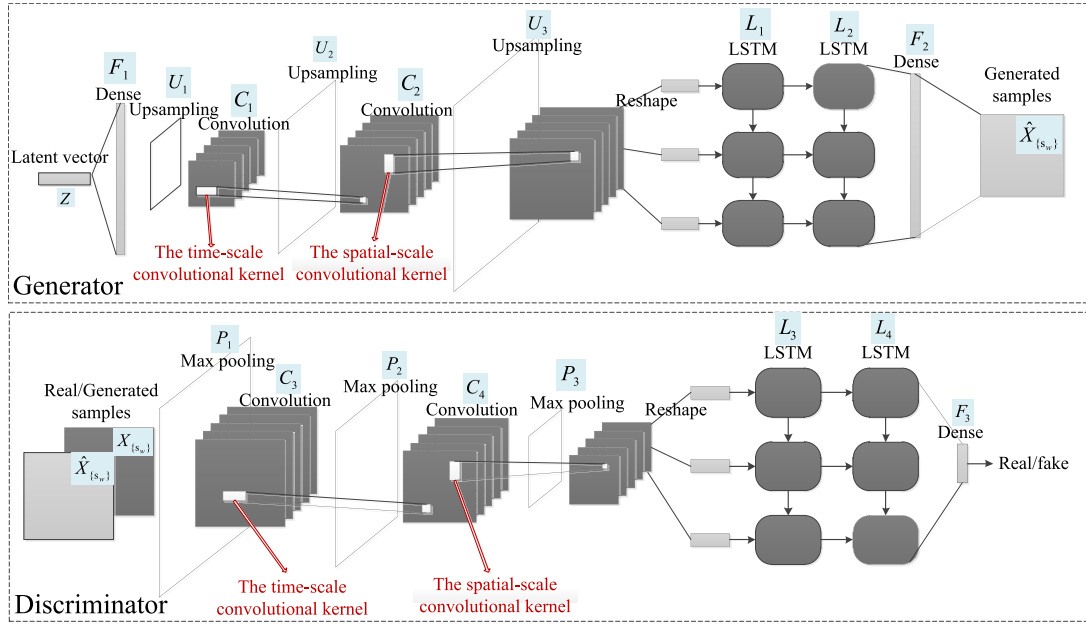 F₁
Dense
U₁
Upsampling
C₁
Convolution
U₂
Upsampling
C₂
Convolution
U₃
Upsampling
Reshape
L₁
LSTM
L₂
LSTM
F₂
Dense
Generated
samples
X̂{s_w}
Latent vector
Z
The time-scale
convolutional kernel
The spatial-scale
convolutional kernel
Generator
Real/Generated
samples
X{s_w}
X̂{s_w}
P₁
Max pooling
C₃
Convolution
P₂
Max pooling
C₄
Convolution
P₃
Max pooling
Reshape
L₃
LSTM
L₄
LSTM
F₃
Dense
Real/fake
The time-scale
convolutional kernel
The spatial-scale
convolutional kernel
Discriminator